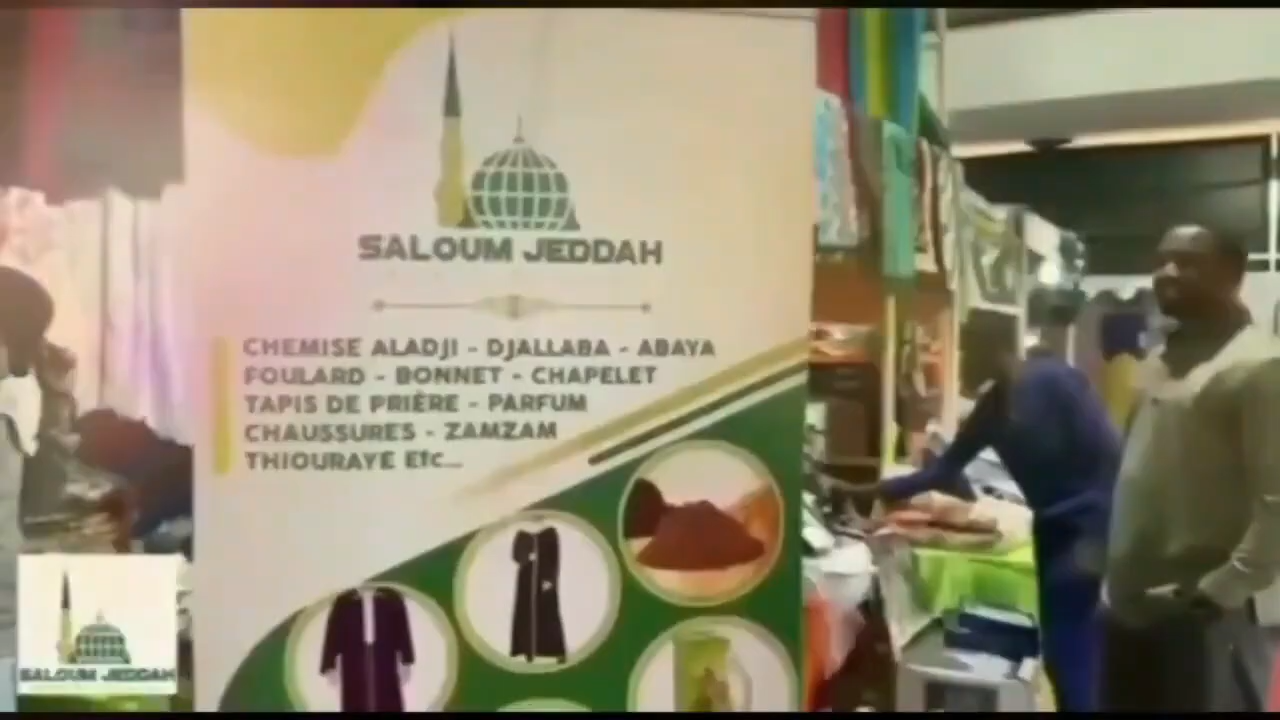 SALOUM JEDDAH
CHEMISE ALADJI - DJALLABA - ABAYA
FOULARD - BONNET - CHAPELET
TAPIS DE PRIÈRE - PARFUM
CHAUSSURES - ZAMZAM
THIOURAYE Etc...
SALOUM JEDDAH